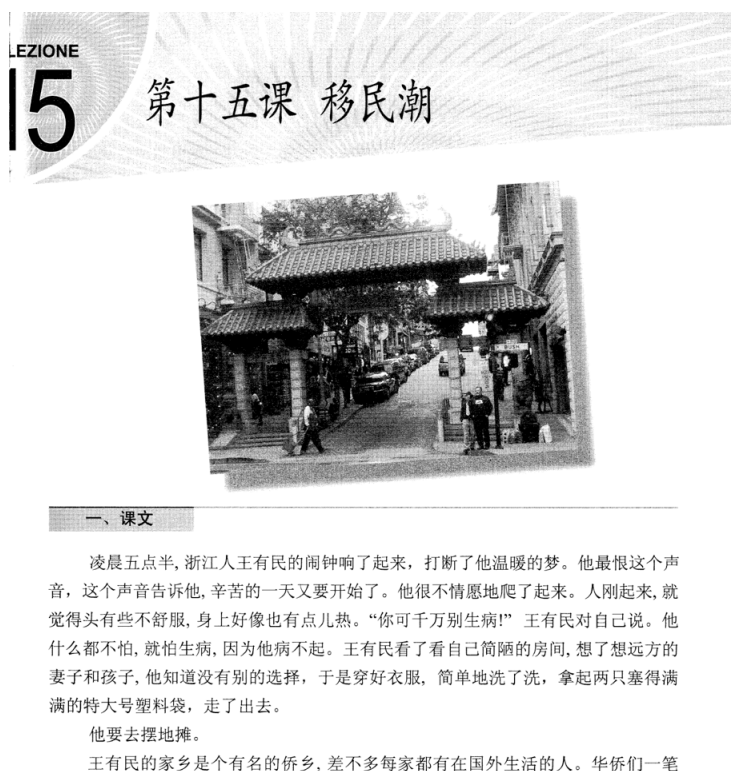 LEZIONE
15
第十五课 移民潮
一、课文
凌晨五点半, 浙江人王有民的闹钟响了起来，打断了他温暖的梦。他最恨这个声
音，这个声音告诉他, 辛苦的一天又要开始了。他很不情愿地爬了起来。人刚起来, 就
觉得头有些不舒服, 身上好像也有点儿热。“你可千万别生病!” 王有民对自己说。他
什么都不怕, 就怕生病, 因为他病不起。王有民看了看自己简陋的房间, 想了想远方的
妻子和孩子, 他知道没有别的选择，于是穿好衣服, 简单地洗了洗，拿起两只塞得满
满的特大号塑料袋，走了出去。
他要去摆地摊。
王有民的家乡是个有名的侨乡, 差不多每家都有在国外生活的人。华侨们一笔